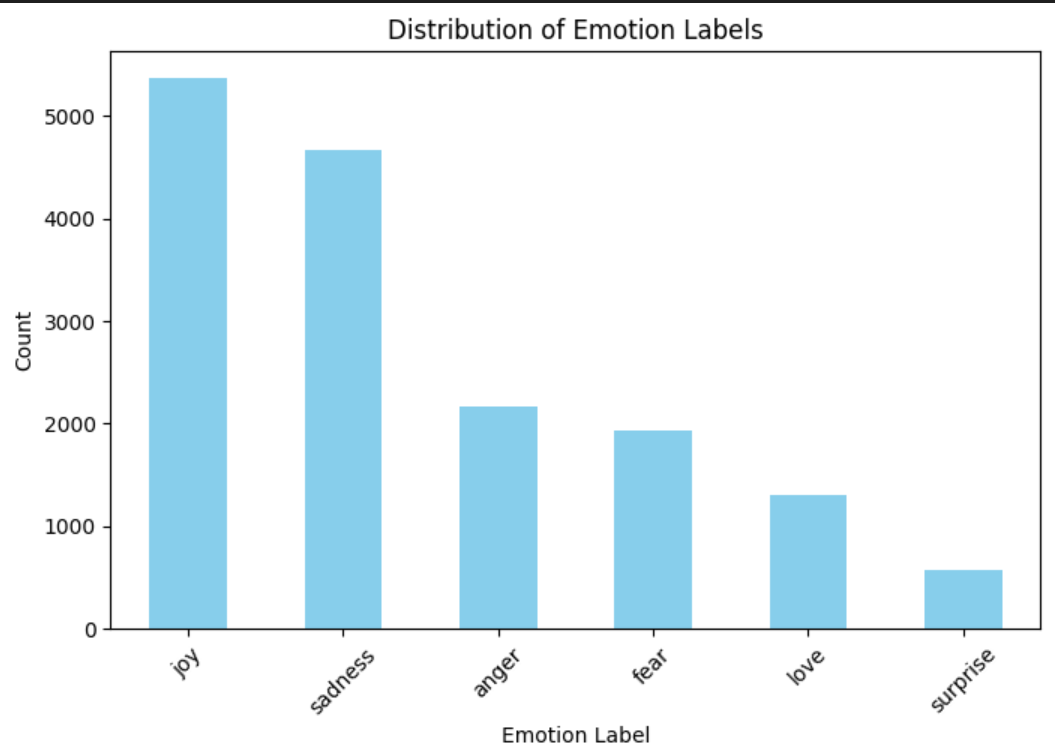 Distribution of Emotion Labels
5000
4000
3000
2000
1000
0
Count
joy
sadness
anger
fear
love
surprise
Emotion Label